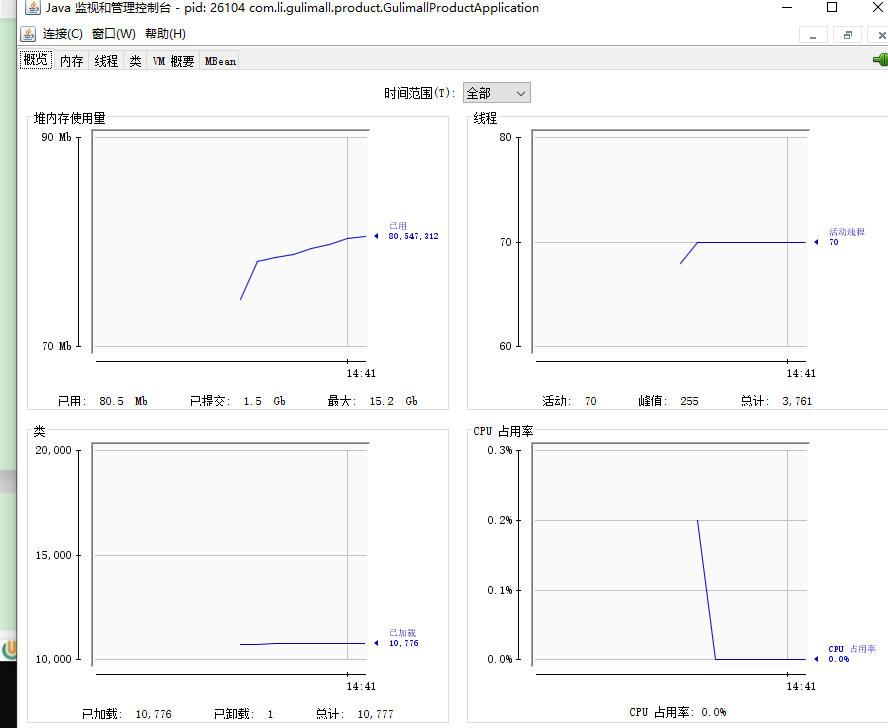 Java 监视和管理控制台 - pid: 26104 com.li.gulimall.product.GulimallProductApplication
连接(C) 窗口(W) 帮助(H)
概览 内存 线程 类 VM 概要 MBean
时间范围(T): 全部
堆内存使用量
90 Mb
已用
80,547,312
70 Mb
14:41
已用: 80.5 Mb 已提交: 1.5 Gb 最大: 15.2 Gb
线程
80
70
活动线程
70
60
14:41
活动: 70 峰值: 255 总计: 3,761
类
20,000
15,000
已加载
10,776
10,000
14:41
已加载: 10,776 已卸载: 1 总计: 10,777
CPU 占用率
0.3%
0.2%
0.1%
0.0%
CPU 占用率
0.0%
14:41
CPU 占用率: 0.0%